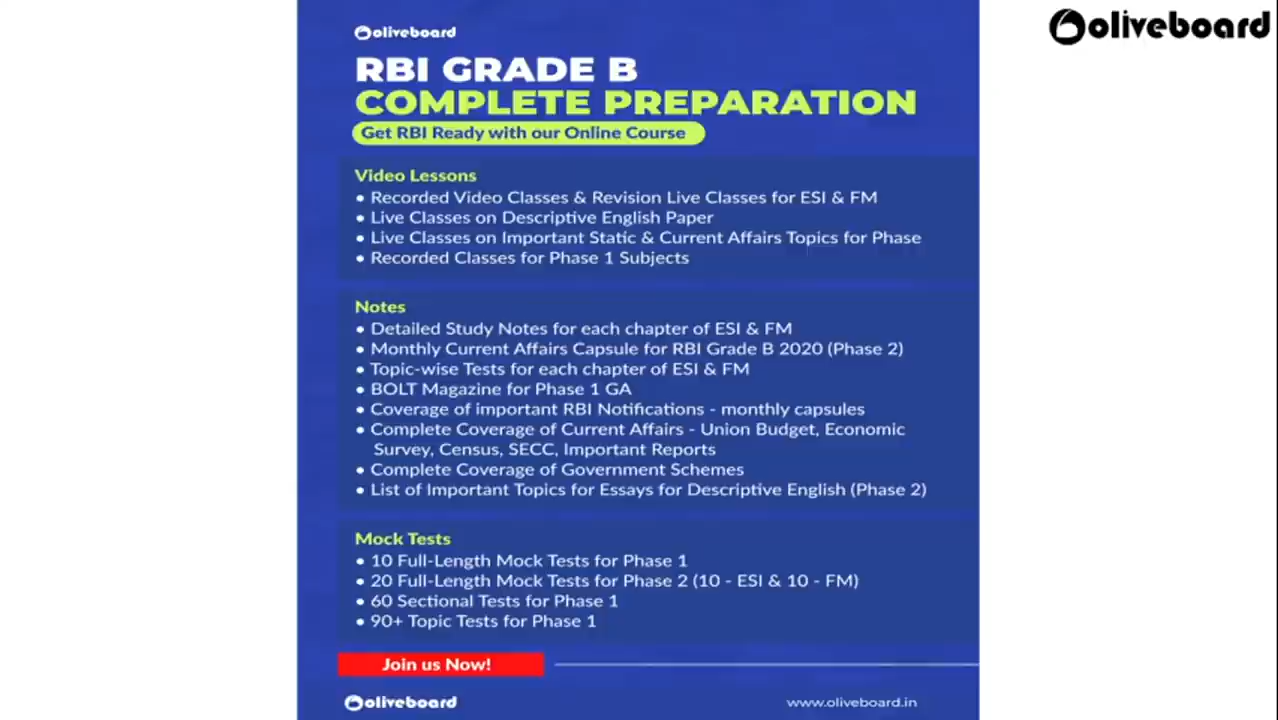 oliveboard
oliveboard
RBI GRADE B
COMPLETE PREPARATION
Get RBI Ready with our Online Course
Video Lessons
• Recorded Video Classes & Revision Live Classes for ESI & FM
• Live Classes on Descriptive English Paper
• Live Classes on Important Static & Current Affairs Topics for Phase
• Recorded Classes for Phase 1 Subjects
Notes
• Detailed Study Notes for each chapter of ESI & FM
• Monthly Current Affairs Capsule for RBI Grade B 2020 (Phase 2)
• Topic-wise Tests for each chapter of ESI & FM
• BOLT Magazine for Phase 1 GA
• Coverage of important RBI Notifications - monthly capsules
• Complete Coverage of Current Affairs - Union Budget, Economic
Survey, Census, SECC, Important Reports
• Complete Coverage of Government Schemes
• List of Important Topics for Essays for Descriptive English (Phase 2)
Mock Tests
• 10 Full-Length Mock Tests for Phase 1
• 20 Full-Length Mock Tests for Phase 2 (10 - ESI & 10 - FM)
• 60 Sectional Tests for Phase 1
• 90+ Topic Tests for Phase 1
Join us Now!
oliveboard
www.oliveboard.in